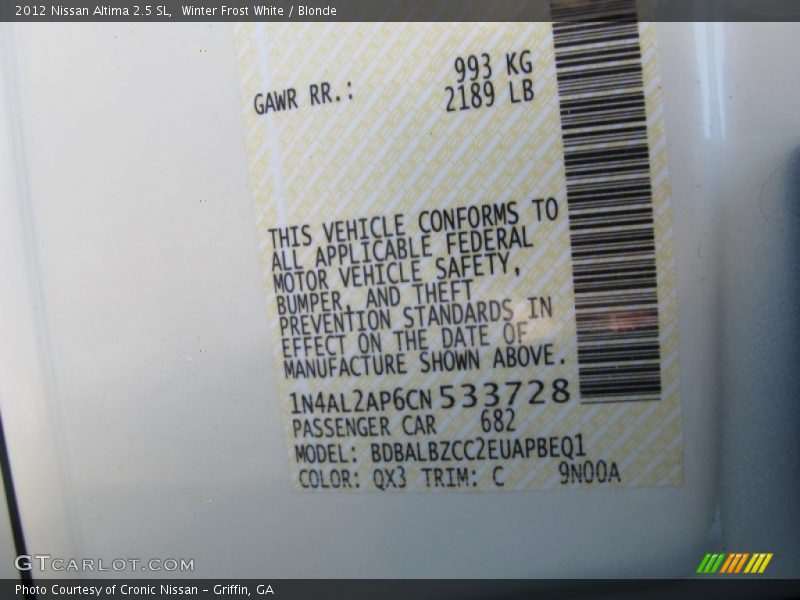 2012 Nissan Altima 2.5 SL,  Winter Frost White / Blonde
GAWR RR.: 993 KG
2189 LB
THIS VEHICLE CONFORMS TO
ALL APPLICABLE FEDERAL
MOTOR VEHICLE SAFETY,
BUMPER, AND THEFT
PREVENTION STANDARDS IN
EFFECT ON THE DATE OF
MANUFACTURE SHOWN ABOVE.
1N4AL2AP6CN533728
PASSENGER CAR 682
MODEL: BDBALBZCC2EUAPBEQ1
COLOR: QX3 TRIM: C 9N00A
GTCARLOT.COM
Photo Courtesy of Cronic Nissan – Griffin, GA